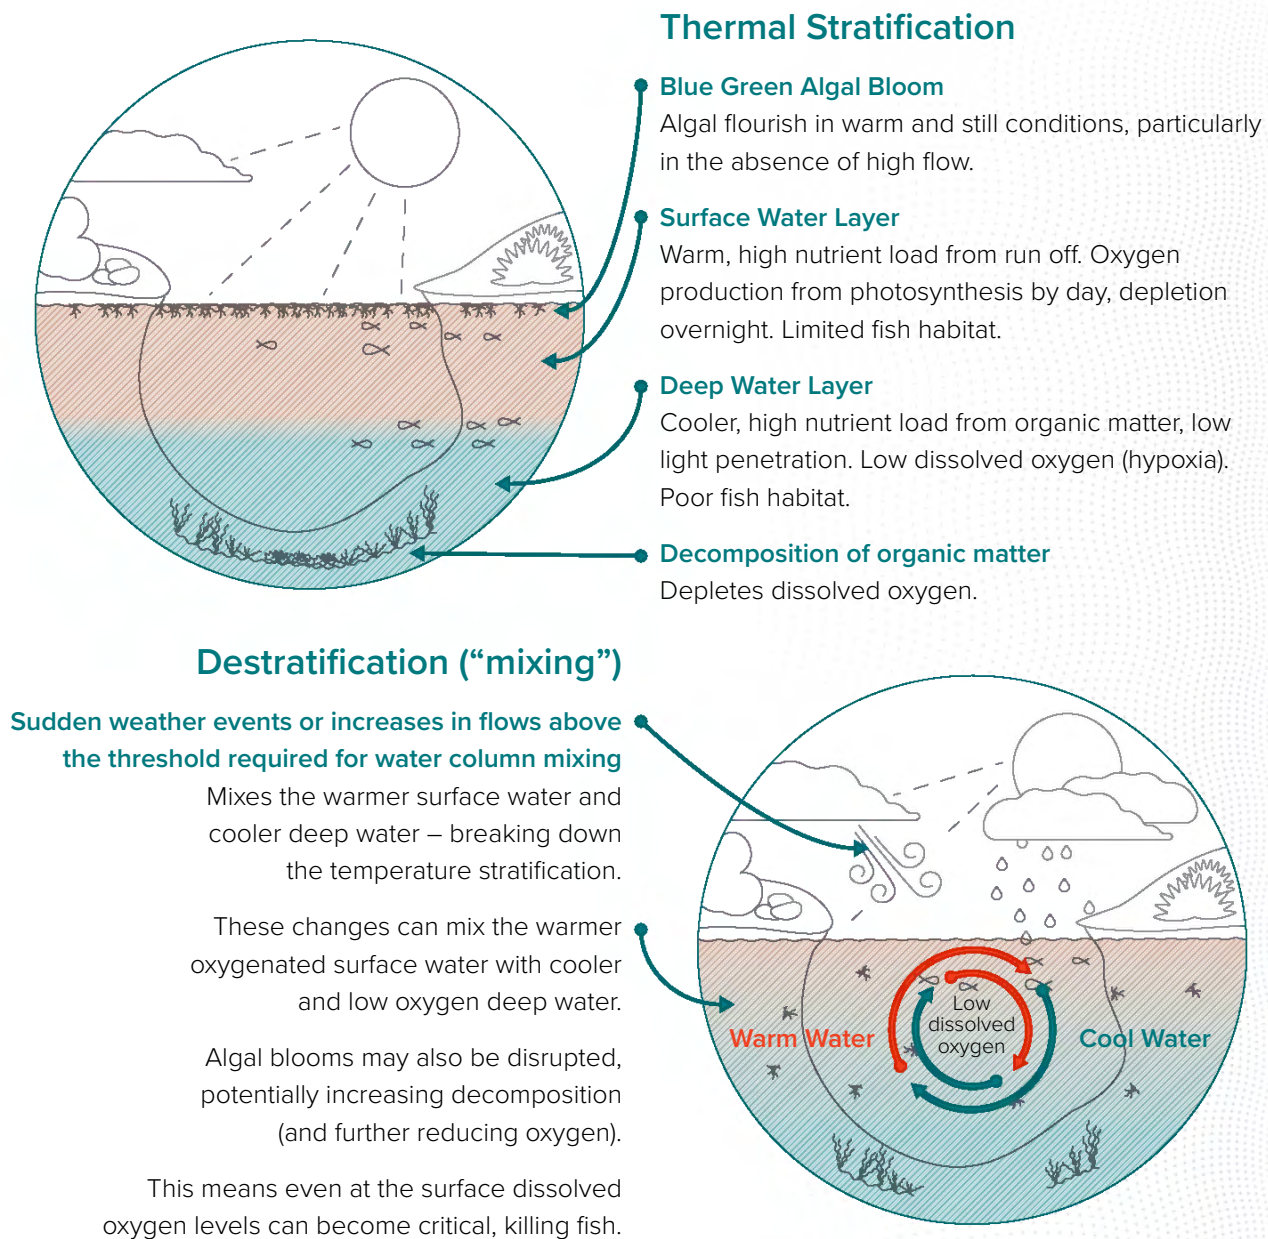 Thermal Stratification
Blue Green Algal Bloom
Algal flourish in warm and still conditions, particularly
in the absence of high flow.
Surface Water Layer
Warm, high nutrient load from run off. Oxygen
production from photosynthesis by day, depletion
overnight. Limited fish habitat.
Deep Water Layer
Cooler, high nutrient load from organic matter, low
light penetration. Low dissolved oxygen (hypoxia).
Poor fish habitat.
Decomposition of organic matter
Depletes dissolved oxygen.
Destratification (“mixing”)
Sudden weather events or increases in flows above
the threshold required for water column mixing
Mixes the warmer surface water and
cooler deep water – breaking down
the temperature stratification.
These changes can mix the warmer
oxygenated surface water with cooler
and low oxygen deep water.
Algal blooms may also be disrupted,
potentially increasing decomposition
(and further reducing oxygen).
This means even at the surface dissolved
oxygen levels can become critical, killing fish.
Warm Water
Low
dissolved
oxygen
Cool Water